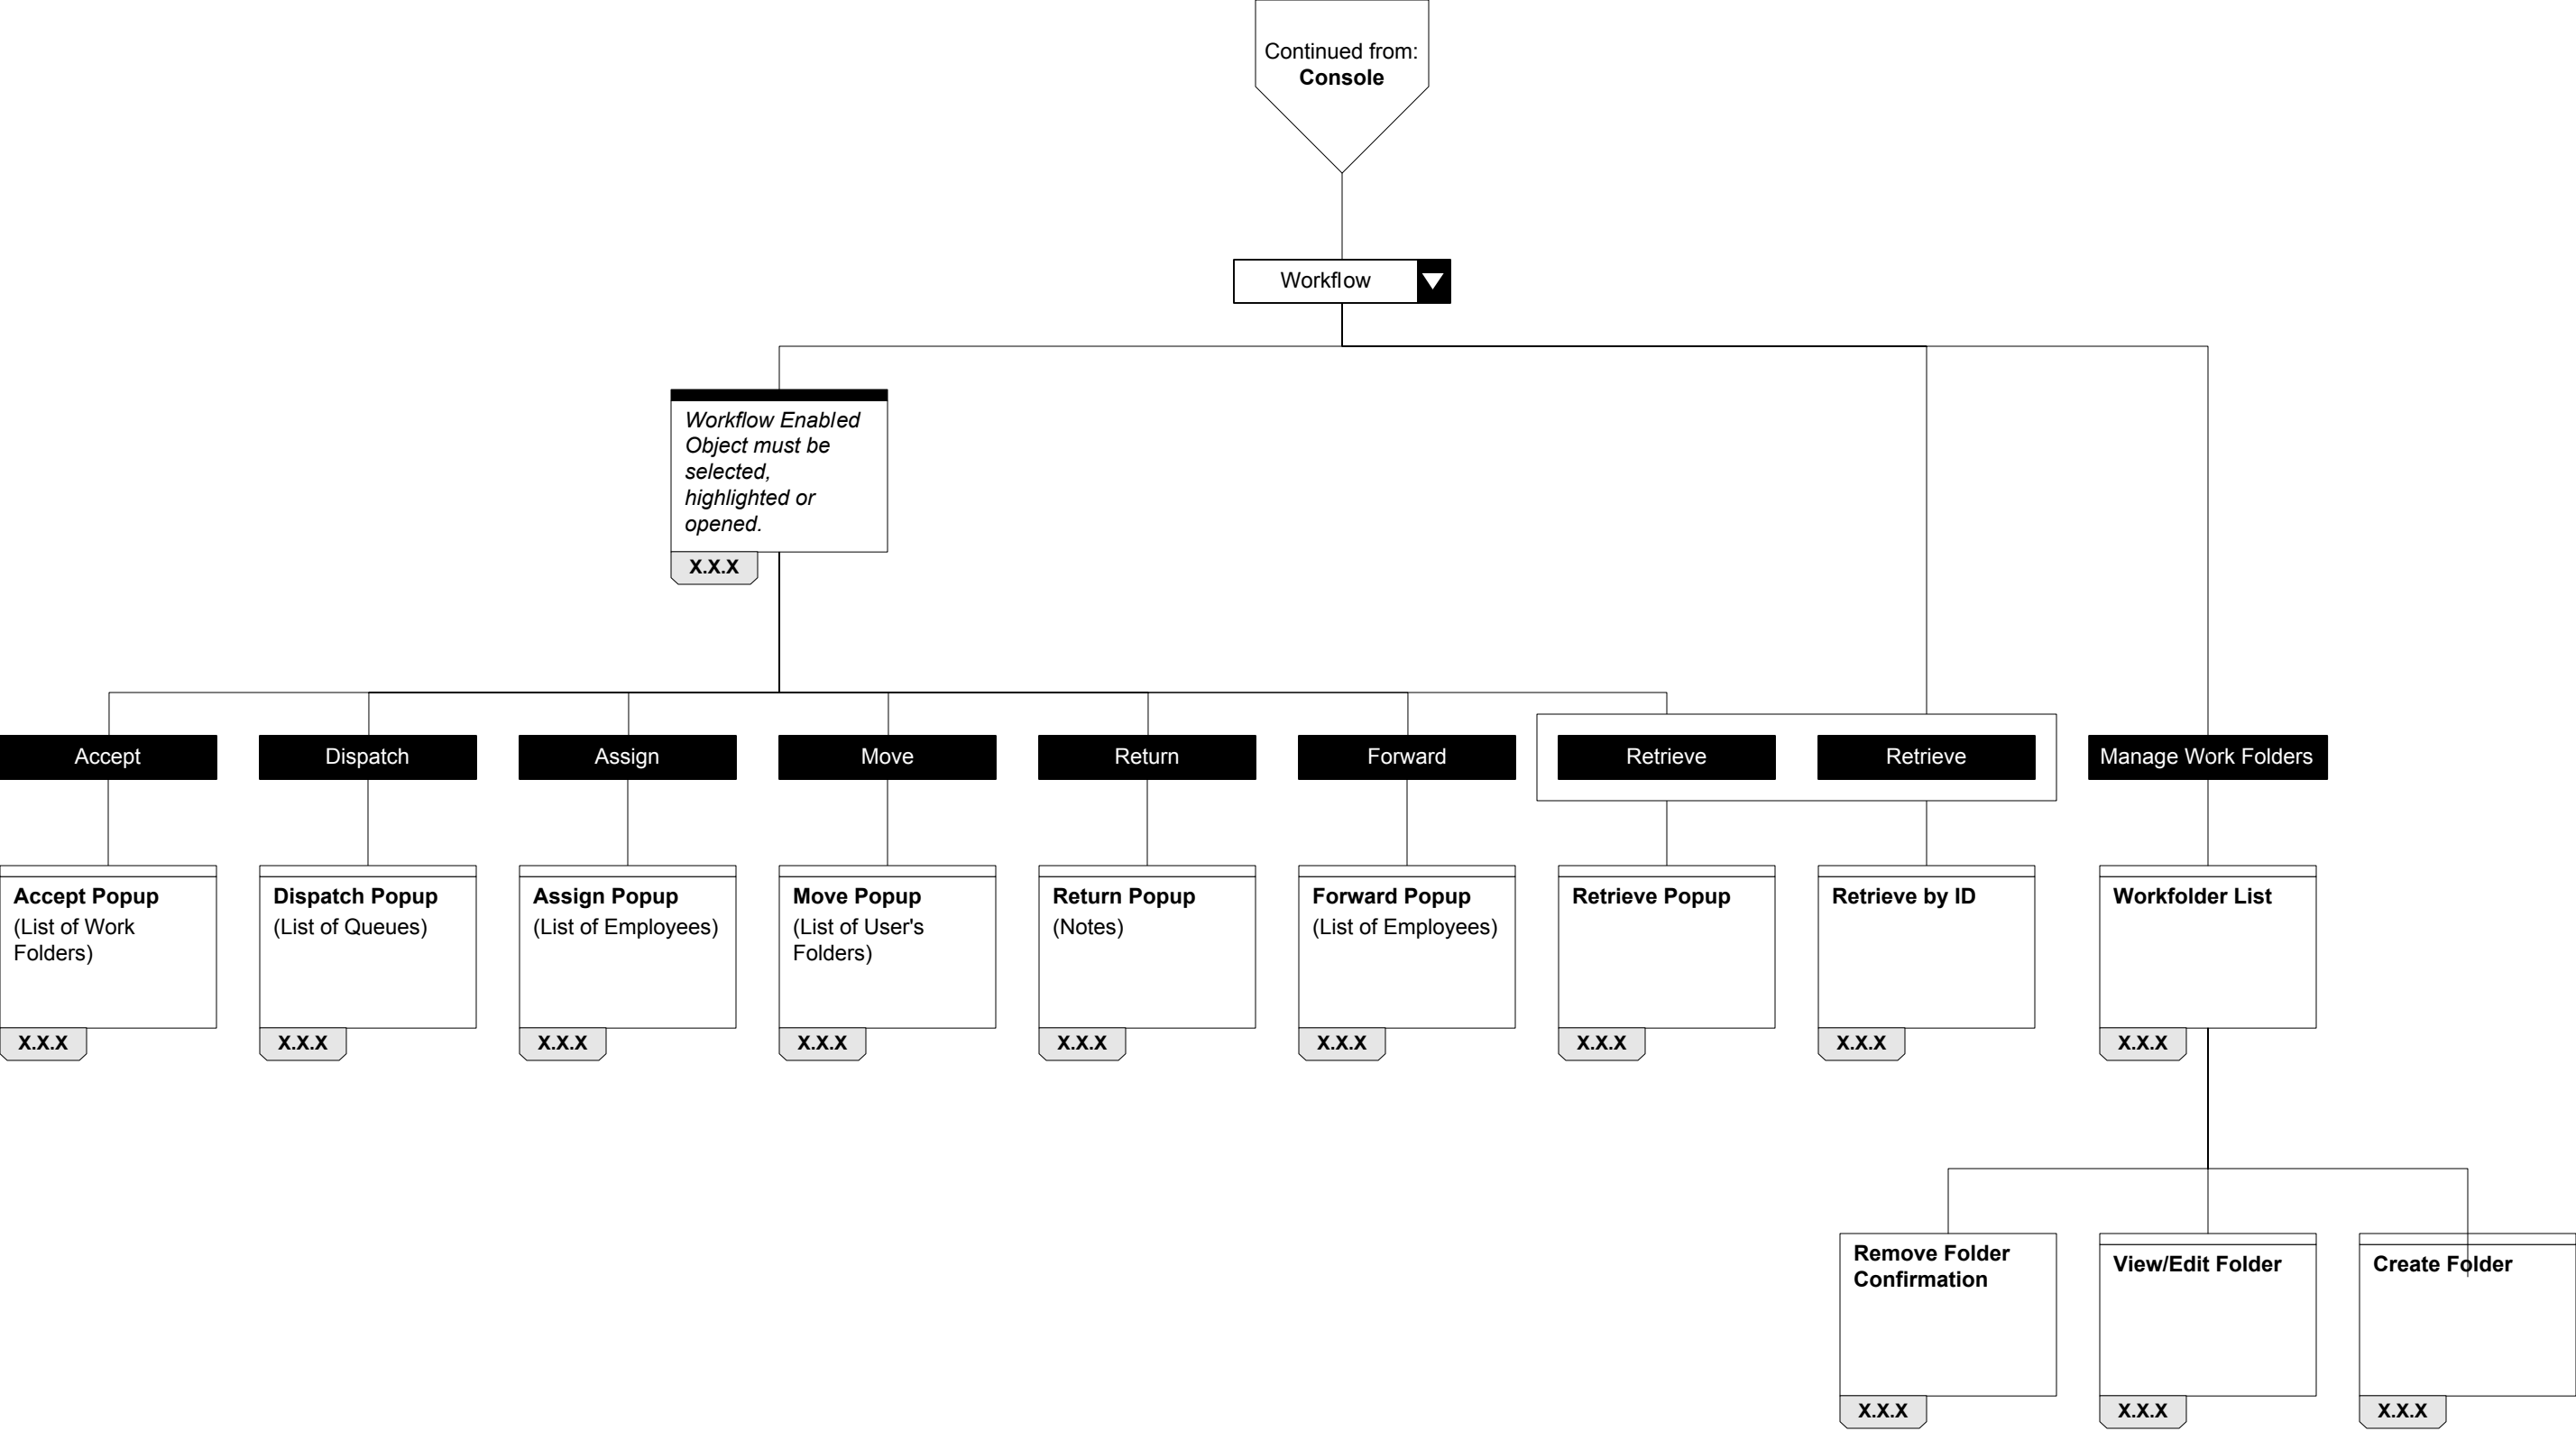 Continued from:
Console
Workflow
Workflow Enabled
Object must be
selected,
highlighted or
opened.
X.X.X
Accept
Dispatch
Assign
Move
Return
Forward
Retrieve
Retrieve
Manage Work Folders
Accept Popup
(List of Work
Folders)
X.X.X
Dispatch Popup
(List of Queues)
X.X.X
Assign Popup
(List of Employees)
X.X.X
Move Popup
(List of User's
Folders)
X.X.X
Return Popup
(Notes)
X.X.X
Forward Popup
(List of Employees)
X.X.X
Retrieve Popup
X.X.X
Retrieve by ID
X.X.X
Workfolder List
X.X.X
Remove Folder
Confirmation
X.X.X
View/Edit Folder
X.X.X
Create Folder
X.X.X